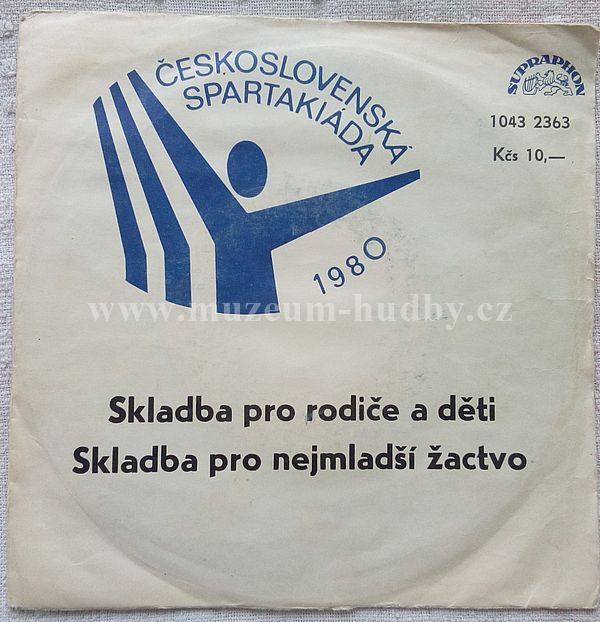 ČESKOSLOVENSKÁ
SPARTAKIÁDA
1980
SUPRAPHON
1043 2363
Kčs 10,—
www.muzeum-hudby.cz
Skladba pro rodiče a děti
Skladba pro nejmladší žactvo